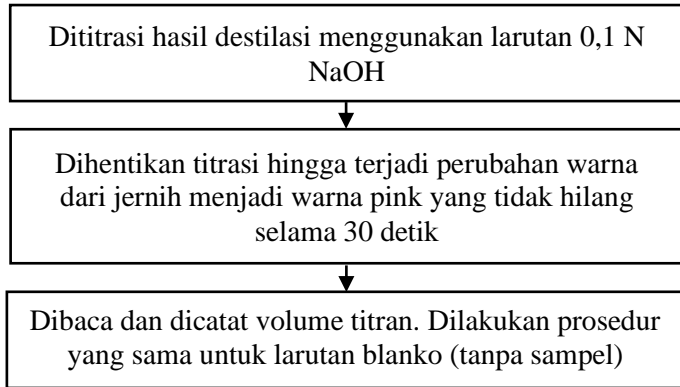 Dititrasi hasil destilasi menggunakan larutan 0,1 N
NaOH
Dihentikan titrasi hingga terjadi perubahan warna
dari jernih menjadi warna pink yang tidak hilang
selama 30 detik
Dibaca dan dicatat volume titran. Dilakukan prosedur
yang sama untuk larutan blanko (tanpa sampel)